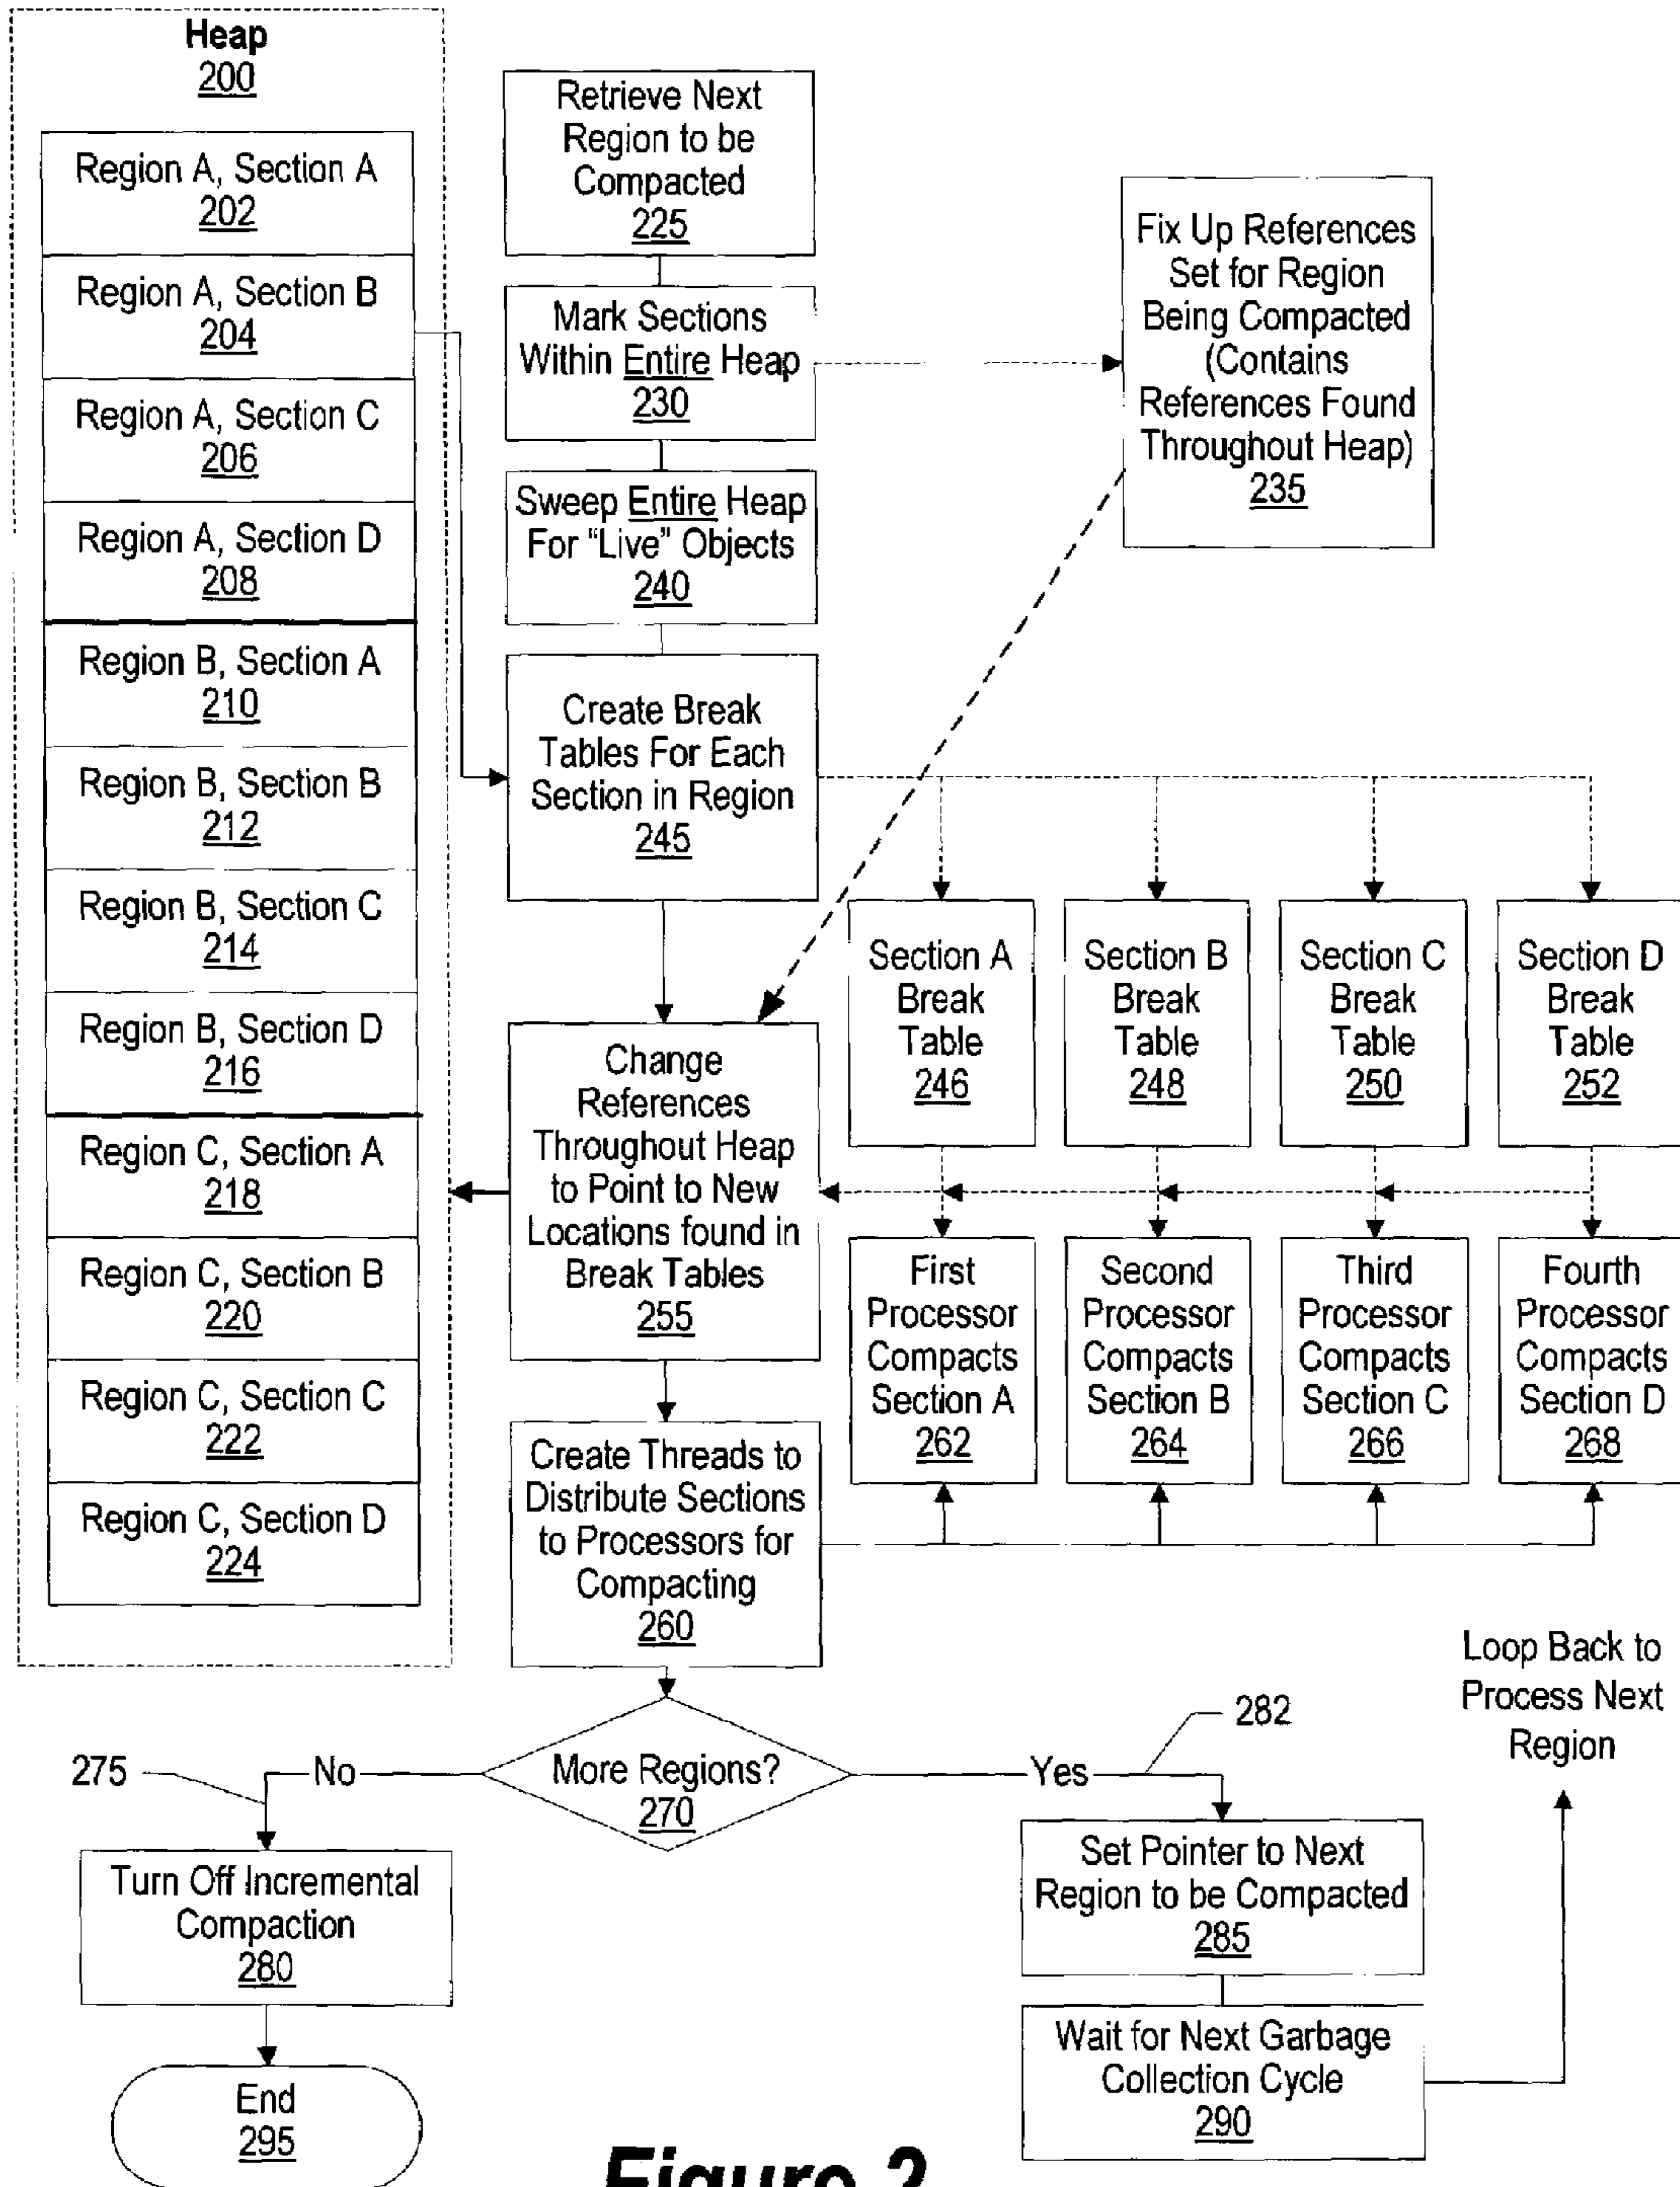 Heap
200
Region A, Section A
202
Region A, Section B
204
Region A, Section C
206
Region A, Section D
208
Region B, Section A
210
Region B, Section B
212
Region B, Section C
214
Region B, Section D
216
Region C, Section A
218
Region C, Section B
220
Region C, Section C
222
Region C, Section D
224
Retrieve Next
Region to be
Compacted
225
Mark Sections
Within Entire Heap
230
Fix Up References
Set for Region
Being Compacted
(Contains
References Found
Throughout Heap)
235
Sweep Entire Heap
For “Live” Objects
240
Create Break
Tables For Each
Section in Region
245
Section A
Break
Table
246
Section B
Break
Table
248
Section C
Break
Table
250
Section D
Break
Table
252
Change
References
Throughout Heap
to Point to New
Locations found in
Break Tables
255
First
Processor
Compacts
Section A
262
Second
Processor
Compacts
Section B
264
Third
Processor
Compacts
Section C
266
Fourth
Processor
Compacts
Section D
268
Create Threads to
Distribute Sections
to Processors for
Compacting
260
More Regions?
270
275
No
Yes
282
Turn Off Incremental
Compaction
280
End
295
Set Pointer to Next
Region to be Compacted
285
Wait for Next Garbage
Collection Cycle
290
Loop Back to
Process Next
Region
Figure 2